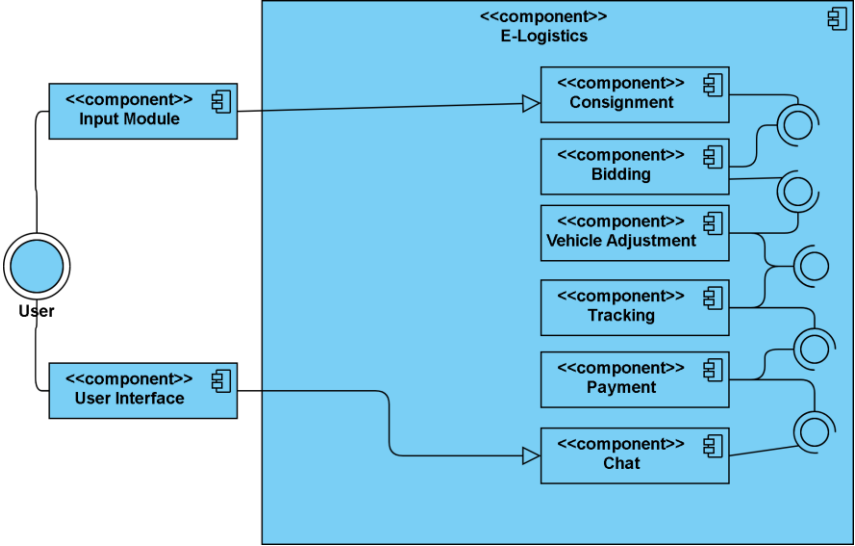 <<component>>
E-Logistics
<<component>>
Input Module
<<component>>
Consignment
<<component>>
Bidding
<<component>>
Vehicle Adjustment
User
<<component>>
Tracking
<<component>>
User Interface
<<component>>
Payment
<<component>>
Chat